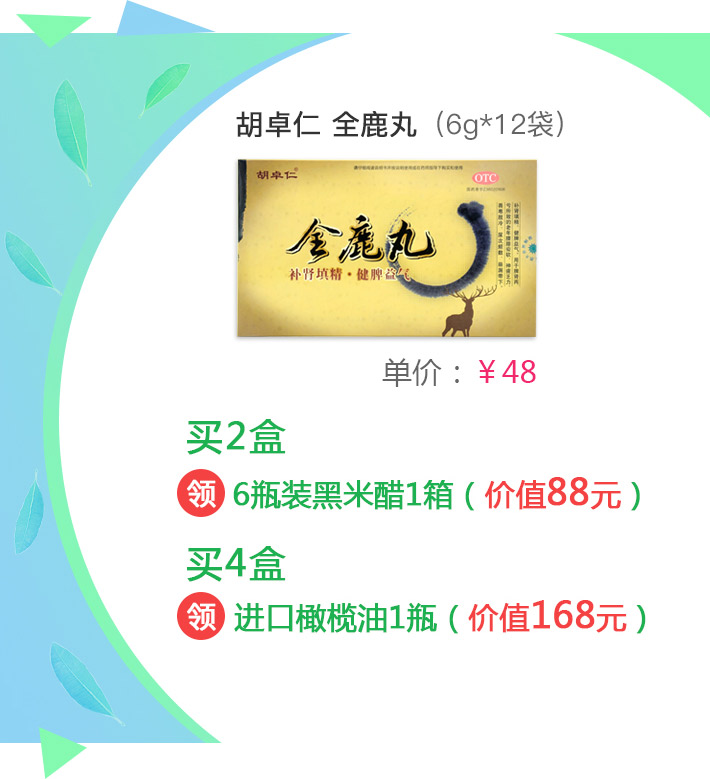 胡卓仁 全鹿丸（6g*12袋）
胡卓仁
OTC
全鹿丸
补肾填精·健脾益气
单价：￥48
买2盒
领 6瓶装黑米醋1箱（价值88元）
买4盒
领 进口橄榄油1瓶（价值168元）